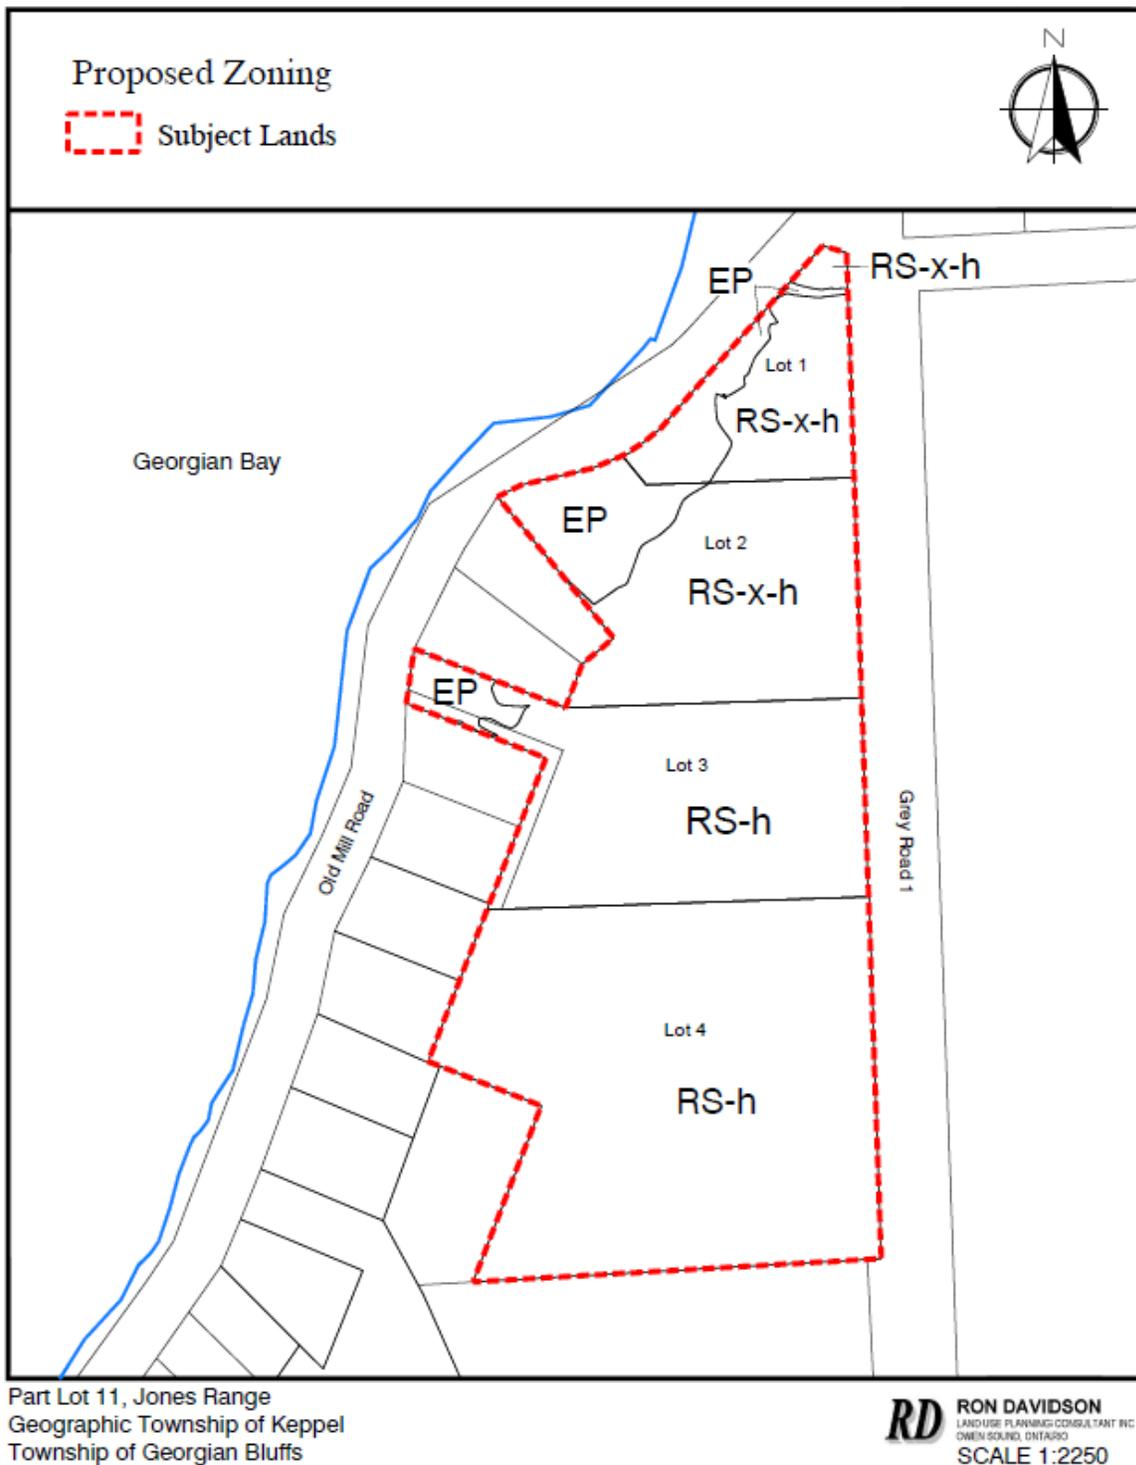 N
Proposed Zoning
Subject Lands
EP
RS-x-h
Lot 1
RS-x-h
Georgian Bay
EP
Lot 2
RS-x-h
EP
Lot 3
RS-h
Grey Road 1
Old Mill Road
Lot 4
RS-h
Part Lot 11, Jones Range
Geographic Township of Keppel
Township of Georgian Bluffs
RD
RON DAVIDSON
LAND USE PLANNING CONSULTANT INC
OWEN SOUND, ONTARIO
SCALE 1:2250